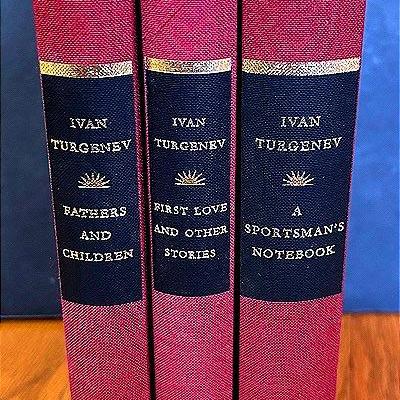 IVAN
TURGENEV
FATHERS
AND
CHILDREN
IVAN
TURGENEV
FIRST LOVE
AND OTHER
STORIES
IVAN
TURGENEV
A
SPORTSMAN'S
NOTEBOOK